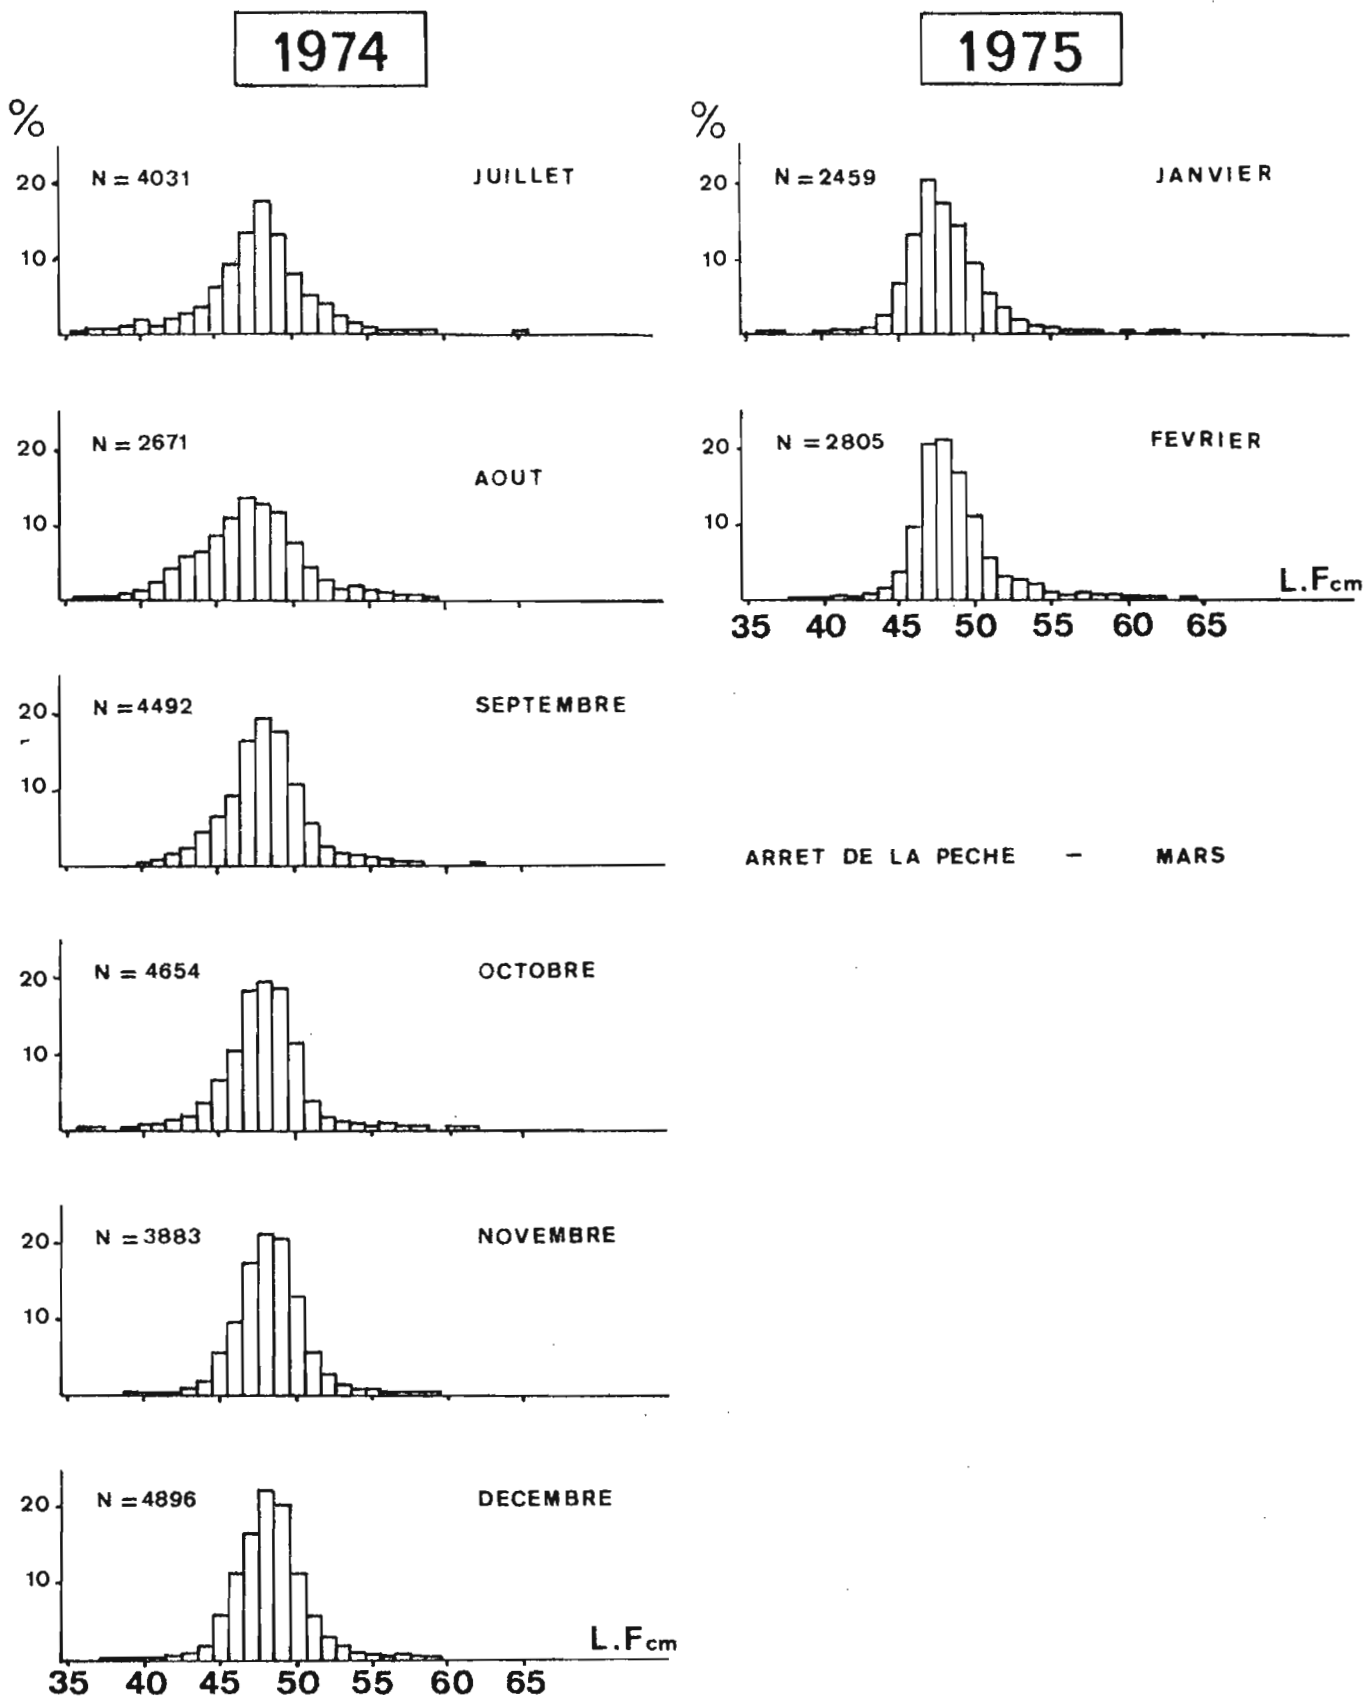 1974
%
N = 4031 JUILLET
20
10
N = 2671
AOUT
20
10
N = 4492 SEPTEMBRE
20
10
N = 4654 OCTOBRE
20
10
N = 3883 NOVEMBRE
20
10
N = 4896 DECEMBRE
20
10
L.Fcm
35 40 45 50 55 60 65
1975
%
N = 2459 JANVIER
20
10
N = 2805 FEVRIER
20
10
L.Fcm
35 40 45 50 55 60 65
ARRET DE LA PECHE – MARS